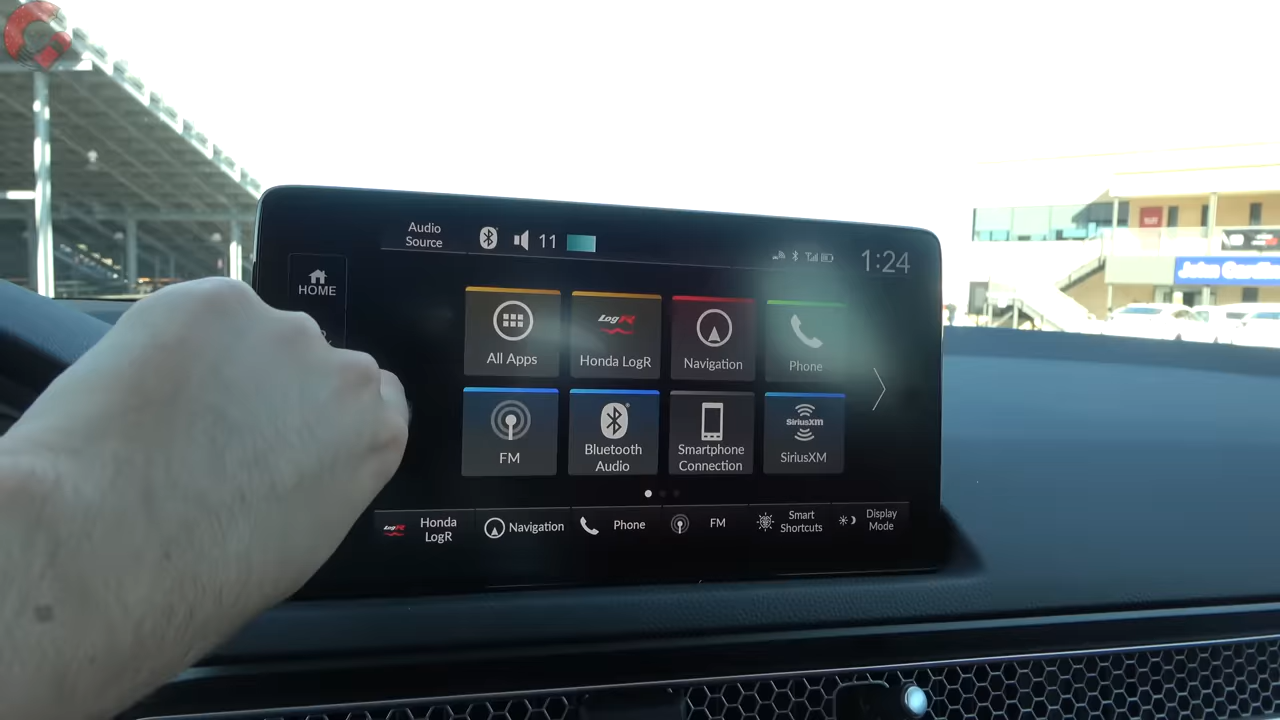 Audio
Source
11
1:24
HOME
All Apps
LogR
Honda LogR
Navigation
Phone
FM
Bluetooth
Audio
Smartphone
Connection
SiriusXM
SiriusXM
LogR
Honda
LogR
Navigation
Phone
FM
Smart
Shortcuts
Display
Mode